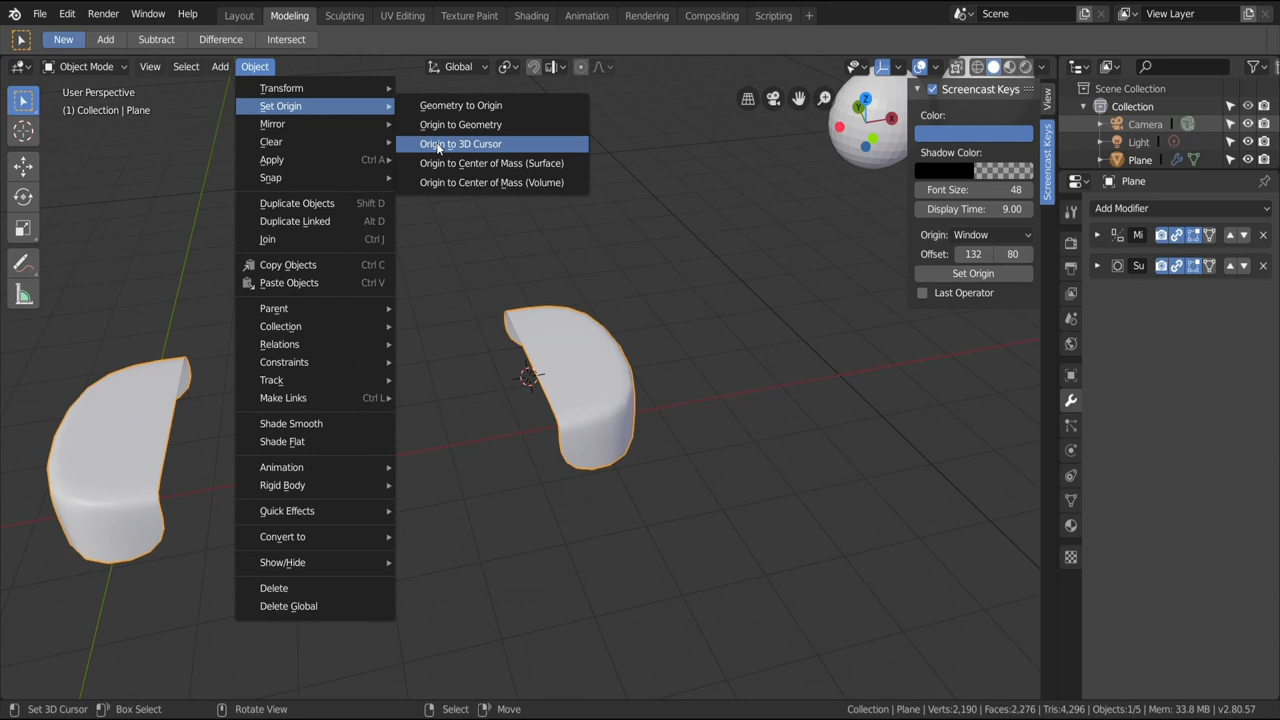 File Edit Render Window Help Layout Modeling Sculpting UV Editing Texture Paint Shading Animation Rendering Compositing Scripting + Scene View Layer
New Add Subtract Difference Intersect
Object Mode View Select Add Object Global
User Perspective
(1) Collection | Plane
Transform
Set Origin
Mirror
Clear
Apply Ctrl A
Snap
Duplicate Objects Shift D
Duplicate Linked Alt D
Join Ctrl J
Copy Objects Ctrl C
Paste Objects Ctrl V
Parent
Collection
Relations
Constraints
Track
Make Links Ctrl L
Shade Smooth
Shade Flat
Animation
Rigid Body
Quick Effects
Convert to
Show/Hide
Delete
Delete Global
Geometry to Origin
Origin to Geometry
Origin to 3D Cursor
Origin to Center of Mass (Surface)
Origin to Center of Mass (Volume)
Z
Y
X
Screencast Keys
Color:
Shadow Color:
Font Size: 48
Display Time: 9.00
Origin: Window
Offset: 132 80
Set Origin
Last Operator
View
Screencast Keys
Scene Collection
Collection
Camera
Light
Plane
Plane
Add Modifier
Mi
Su
Set 3D Cursor Box Select Rotate View Select Move Collection | Plane | Verts:2,190 | Faces:2,276 | Tris:4,296 | Objects:1/5 | Mem: 33.8 MB | v2.80.57